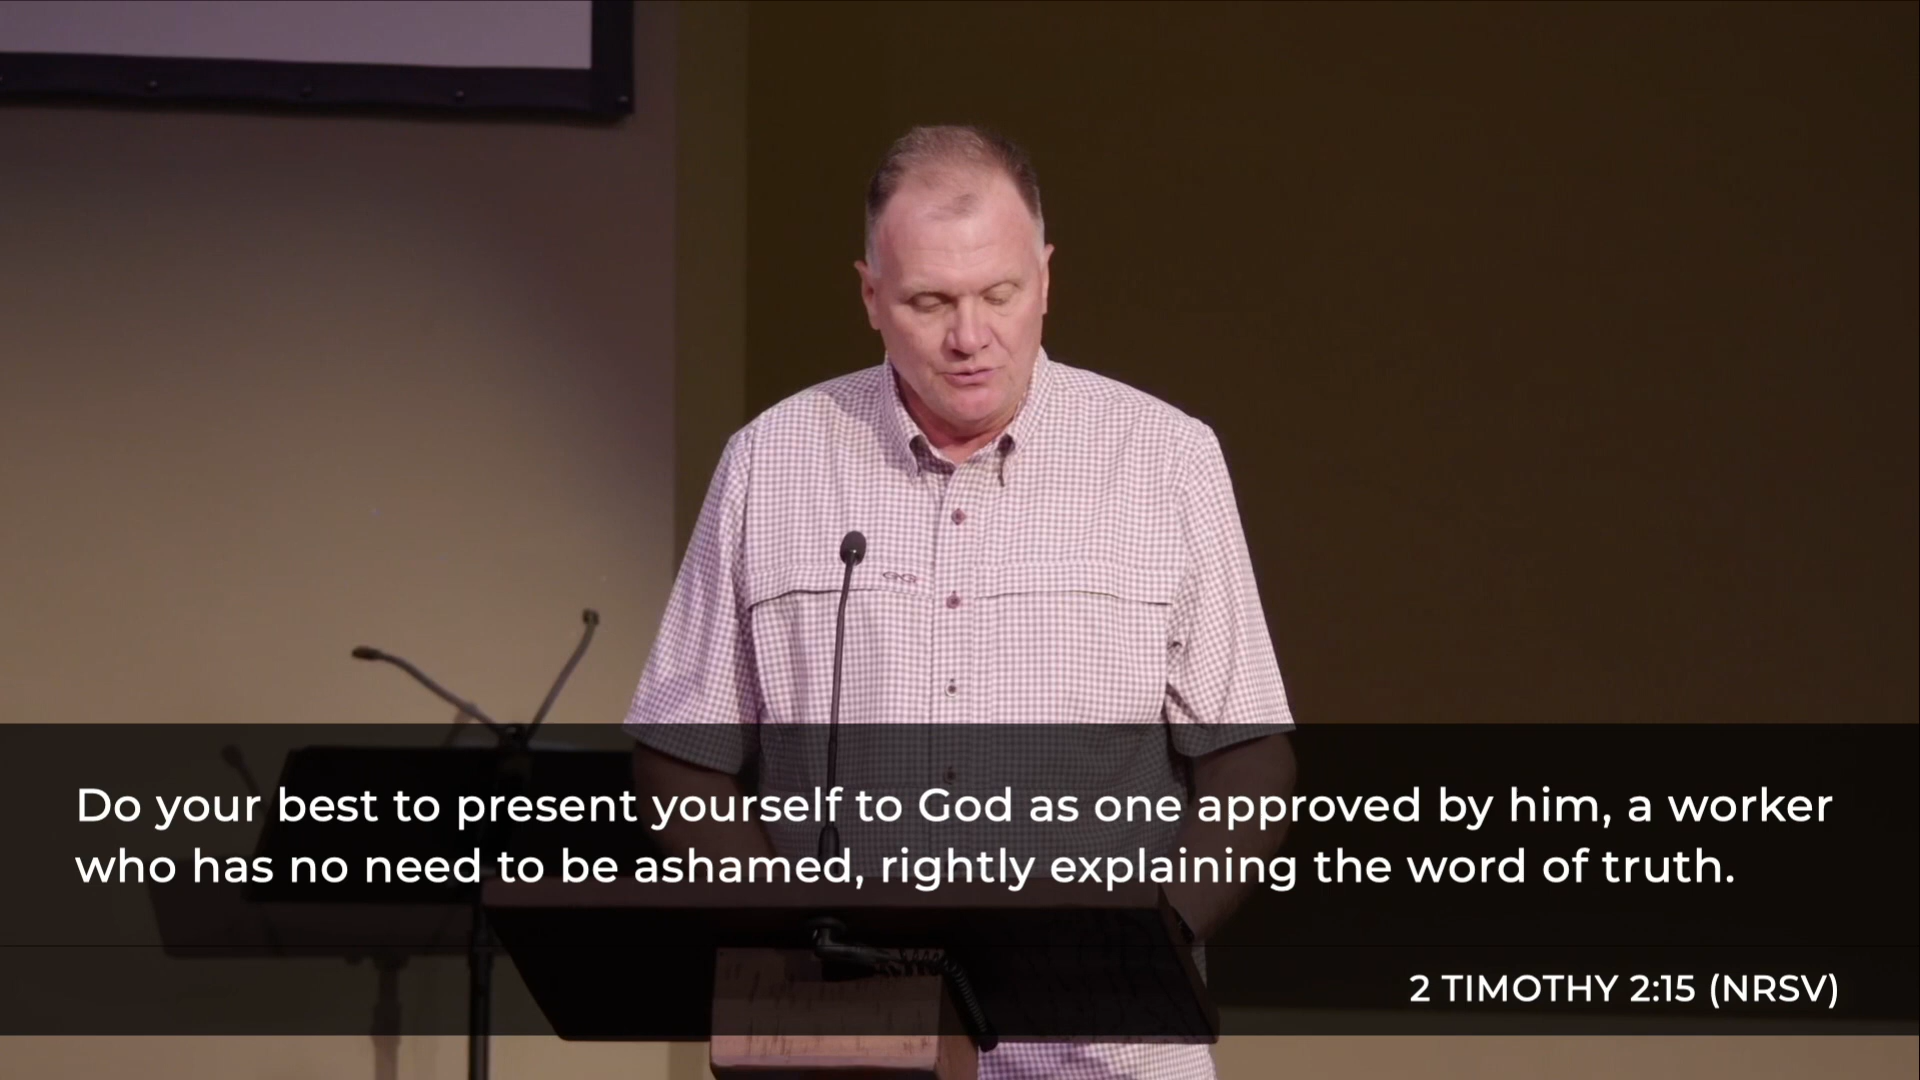 Do your best to present yourself to God as one approved by him, a worker
who has no need to be ashamed, rightly explaining the word of truth.
2 TIMOTHY 2:15 (NRSV)